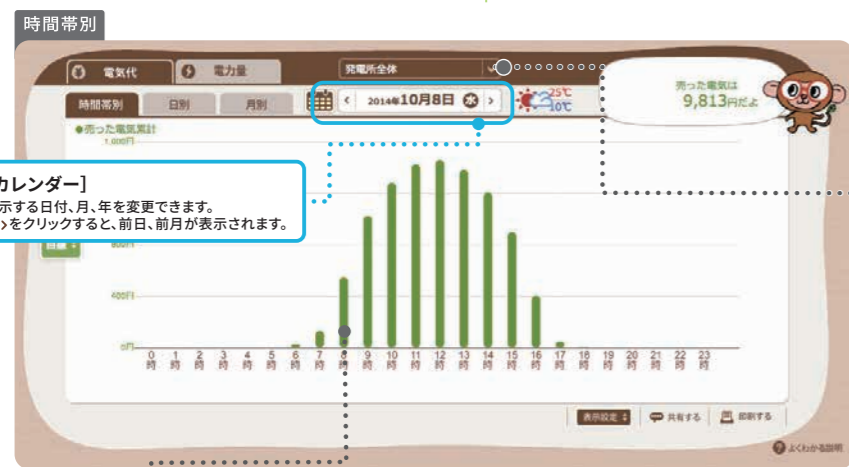 時間帯別
電気代
電力量
発電所全体
時間帯別
日別
月別
2014年10月8日 水
25℃
10℃
売った電気は
9,813円だよ
●売った電気累計
1,000円
カレンダー]
示する日付、月、年を変更できます。
>をクリックすると、前日、前月が表示されます。
400円
0円
0時 1時 2時 3時 4時 5時 6時 7時 8時 9時 10時 11時 12時 13時 14時 15時 16時 17時 18時 19時 20時 21時 22時 23時
表示設定
共有する
印刷する
よくわかる説明